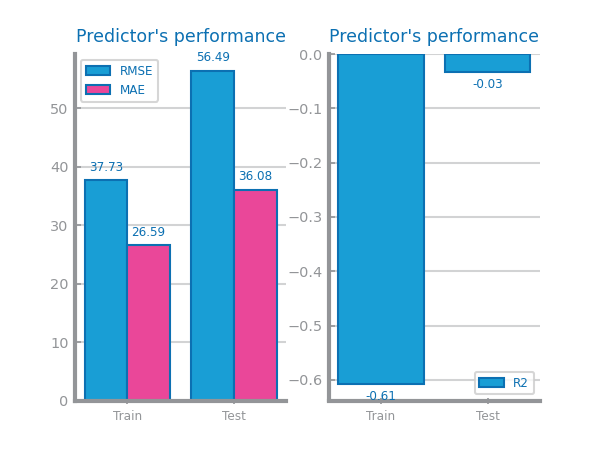 Predictor's performance
RMSE
MAE
56.49
37.73
36.08
26.59
50
40
30
20
10
0
Train
Test
Predictor's performance
0.0
−0.1
−0.2
−0.3
−0.4
−0.5
−0.6
-0.03
-0.61
R2
Train
Test